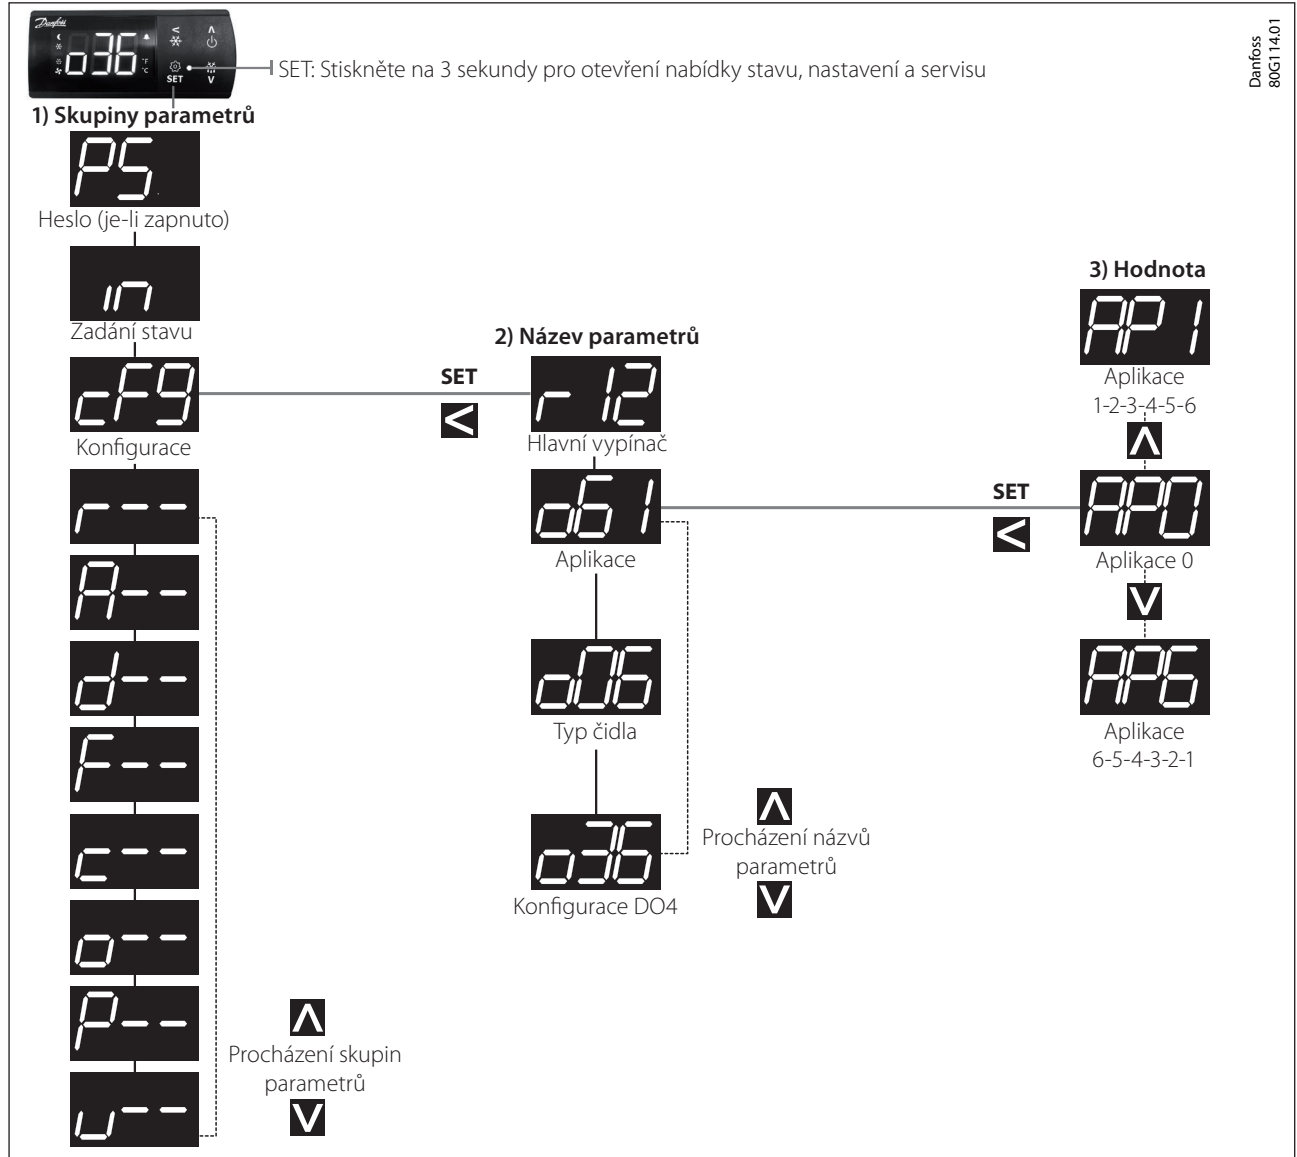 Danfoss
o36
°F
°C
SET
SET: Stiskněte na 3 sekundy pro otevření nabídky stavu, nastavení a servisu
Danfoss
80G114.01
1) Skupiny parametrů
PS
Heslo (je-li zapnuto)
in
Zadání stavu
cFg
Konfigurace
r--
A--
d--
F--
c--
o--
P--
u--
Procházení skupin
parametrů
SET
<
2) Název parametrů
r12
Hlavní vypínač
o61
Aplikace
o06
Typ čidla
o36
Konfigurace DO4
Procházení názvů
parametrů
SET
<
3) Hodnota
AP1
Aplikace
1-2-3-4-5-6
AP0
Aplikace 0
AP6
Aplikace
6-5-4-3-2-1